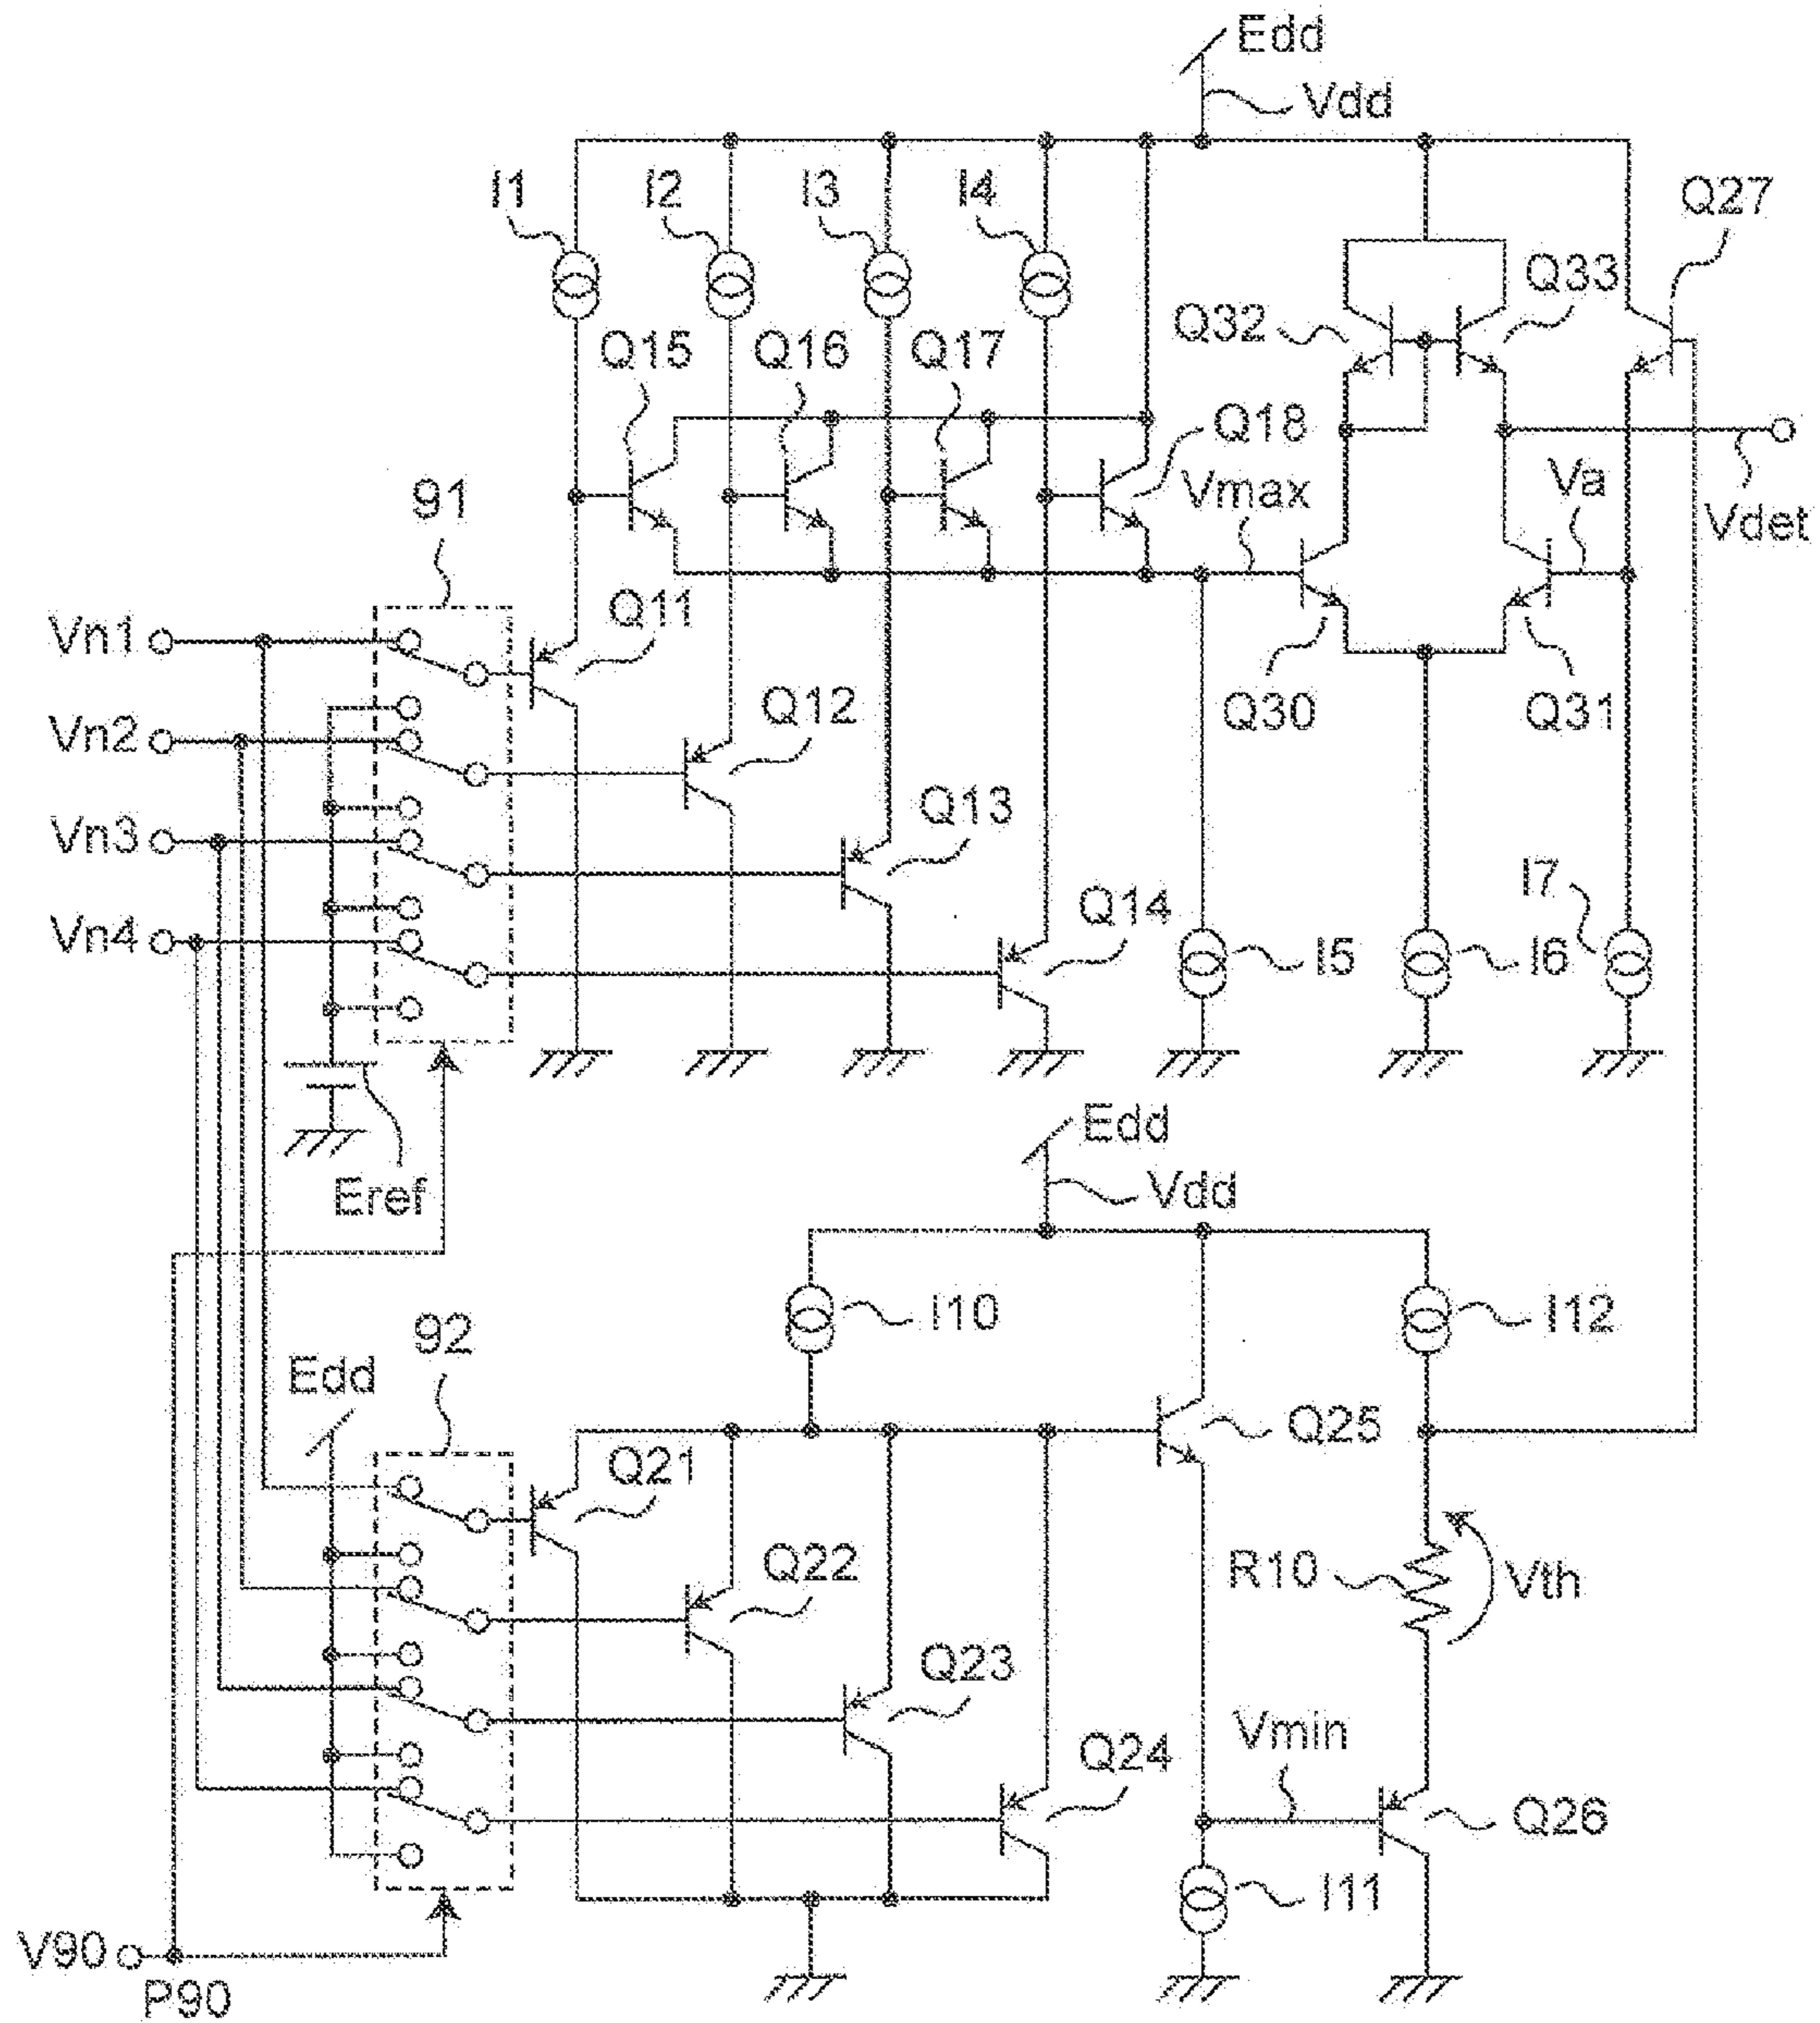 Edd
Vdd
I1
I2
I3
I4
Q27
Q33
Q32
Q15
Q16
Q17
Q18
Vmax
Va
Vdet
91
Q11
Vn1
Q12
Q30
Q31
Vn2
Q13
Vn3
I7
Q14
Vn4
I5
I6
Edd
Eref
Vdd
I10
I12
92
Edd
Q25
Q21
Q22
R10
Vth
Q23
Vmin
Q24
Q26
I11
V90
P90